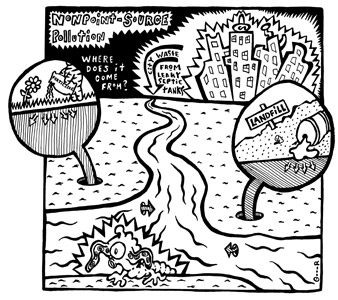 NONPOINT-SOURCE
POLLUTION
WHERE
DOES IT
COME
FROM?
CITY WASTE
FROM
LEAKY
SEPTIC
TANKS
LANDFILL